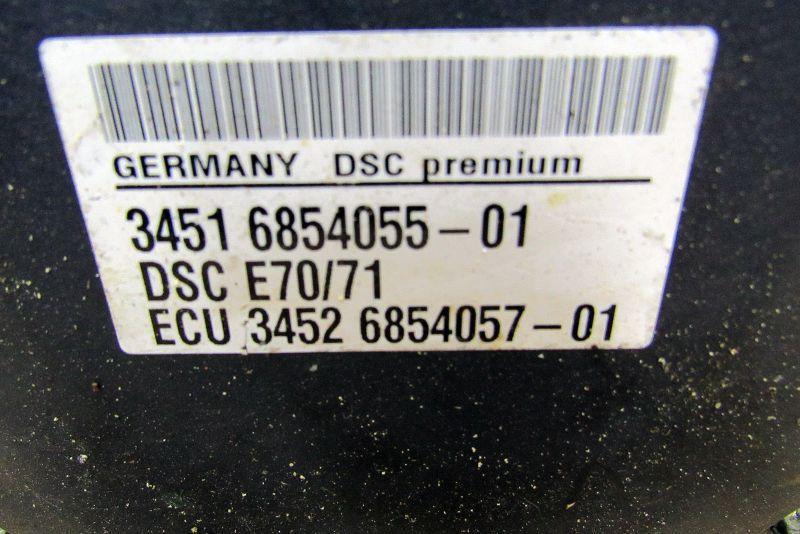 GERMANY DSC premium
3451 6854055-01
DSC E70/71
ECU 3452 6854057-01